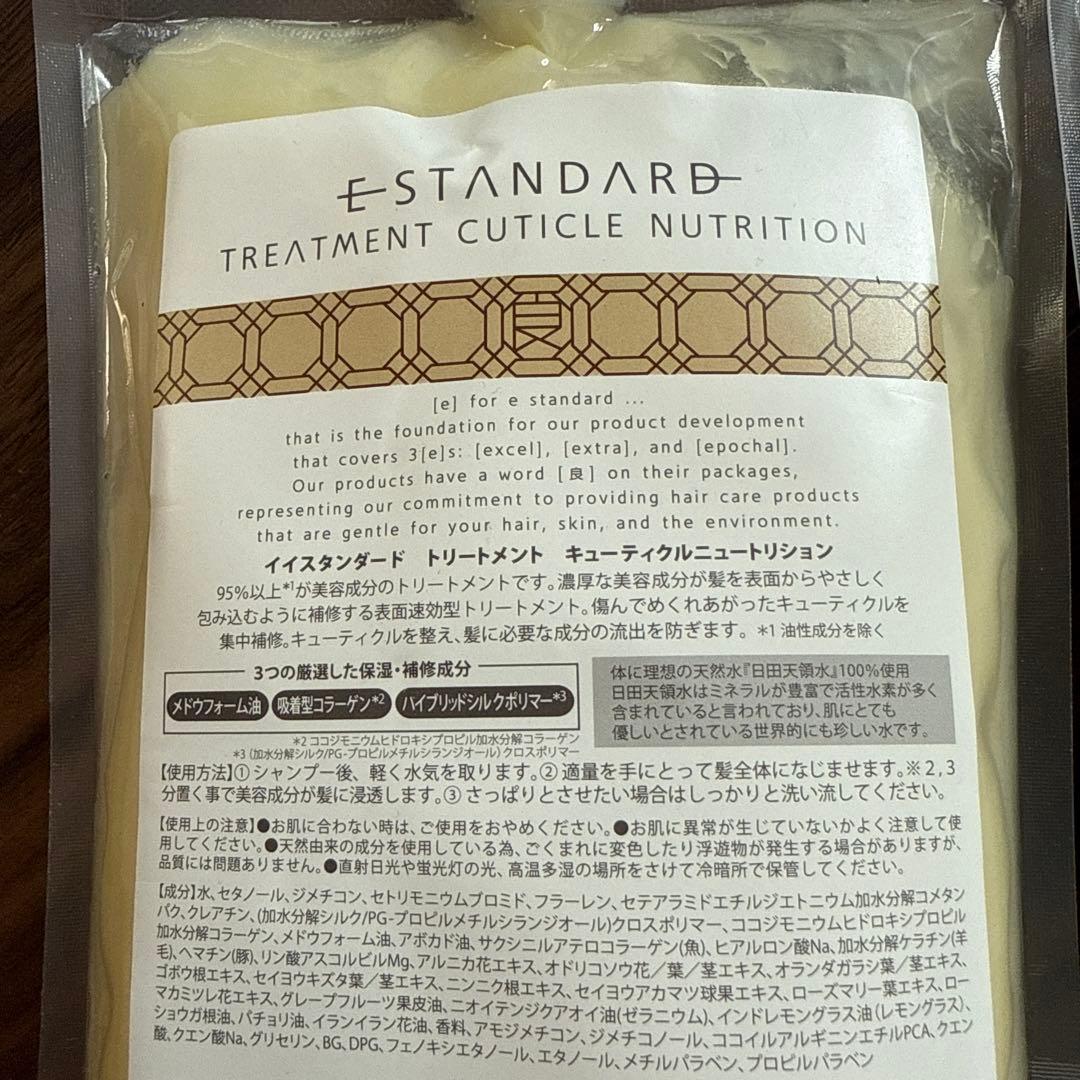 E STANDARD
TREATMENT CUTICLE NUTRITION
良
[e] for e standard ...
that is the foundation for our product development
that covers 3[e]s: [excel], [extra], and [epochal].
Our products have a word [良] on their packages,
representing our commitment to providing hair care products
that are gentle for your hair, skin, and the environment.
イイスタンダード トリートメント キューティクルニュートリション
95%以上*1が美容成分のトリートメントです。濃厚な美容成分が髪を表面からやさしく
包み込むように補修する表面速効型トリートメント。傷んでめくれあがったキューティクルを
集中補修。キューティクルを整え、髪に必要な成分の流出を防ぎます。 *1 油性成分を除く
3つの厳選した保湿・補修成分
メドウフォーム油 吸着型コラーゲン*2 ハイブリッドシルクポリマー*3
*2 ココジモニウムヒドロキシプロピル加水分解コラーゲン
*3 (加水分解シルク/PG-プロピルメチルシランジオール)クロスポリマー
体に理想の天然水『日田天領水』100%使用
日田天領水はミネラルが豊富で活性水素が多く
含まれていると言われており、肌にとても
優しいとされている世界的にも珍しい水です。
【使用方法】① シャンプー後、軽く水気を取ります。② 適量を手にとって髪全体になじませます。※2,3
分置く事で美容成分が髪に浸透します。③ さっぱりとさせたい場合はしっかりと洗い流してください。
【使用上の注意】●お肌に合わない時は、ご使用をおやめください。●お肌に異常が生じていないかよく注意して使
用してください。●天然由来の成分を使用している為、ごくまれに変色したり浮遊物が発生する場合がありますが、
品質には問題ありません。●直射日光や蛍光灯の光、高温多湿の場所をさけて冷暗所で保管してください。
【成分】水、セタノール、ジメチコン、セトリモニウムブロミド、フラーレン、セテアラミドエチルジエトニウム加水分解コメタン
パク、クレアチン、(加水分解シルク/PG-プロピルメチルシランジオール)クロスポリマー、ココジモニウムヒドロキシプロピル
加水分解コラーゲン、メドウフォーム油、アボカド油、サクシニルアテロコラーゲン(魚)、ヒアルロン酸Na、加水分解ケラチン(羊
毛)、ヘマチン(豚)、リン酸アスコルビルMg、アルニカ花エキス、オドリコソウ花/葉/茎エキス、オランダガラシ葉/茎エキス、
ゴボウ根エキス、セイヨウキズタ葉/茎エキス、ニンニク根エキス、セイヨウアカマツ球果エキス、ローズマリー葉エキス、ロー
マカミツレ花エキス、グレープフルーツ果皮油、ニオイテンジクアオイ油(ゼラニウム)、インドレモングラス油(レモングラス)、
ショウガ根油、パチョリ油、イランイラン花油、香料、アモジメチコン、ジメチコノール、ココイルアルギニンエチルPCA、クエン
酸、クエン酸Na、グリセリン、BG、DPG、フェノキシエタノール、エタノール、メチルパラベン、プロピルパラベン